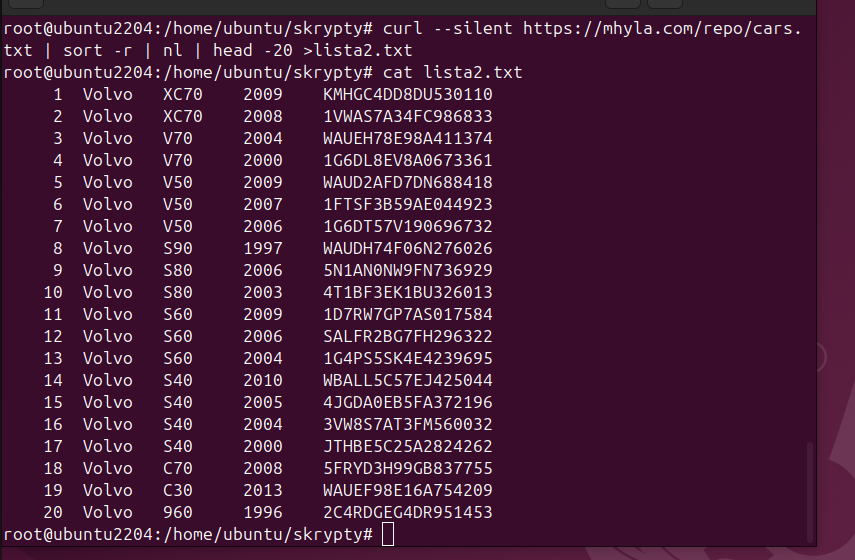 root@ubuntu2204:/home/ubuntu/skrypty# curl --silent https://mhyla.com/repo/cars.
txt | sort -r | nl | head -20 >lista2.txt
root@ubuntu2204:/home/ubuntu/skrypty# cat lista2.txt
1 Volvo XC70 2009 KMHGC4DD8DU530110
2 Volvo XC70 2008 1VWAS7A34FC986833
3 Volvo V70 2004 WAUEH78E98A411374
4 Volvo V70 2000 1G6DL8EV8A0673361
5 Volvo V50 2009 WAUD2AFD7DN688418
6 Volvo V50 2007 1FTSF3B59AE044923
7 Volvo V50 2006 1G6DT57V190696732
8 Volvo S90 1997 WAUDH74F06N276026
9 Volvo S80 2006 5N1AN0NW9FN736929
10 Volvo S80 2003 4T1BF3EK1BU326013
11 Volvo S60 2009 1D7RW7GP7AS017584
12 Volvo S60 2006 SALFR2BG7FH296322
13 Volvo S60 2004 1G4PS5SK4E4239695
14 Volvo S40 2010 WBALL5C57EJ425044
15 Volvo S40 2005 4JGDA0EB5FA372196
16 Volvo S40 2004 3VW8S7AT3FM560032
17 Volvo S40 2000 JTHBE5C25A2824262
18 Volvo C70 2008 5FRYD3H99GB837755
19 Volvo C30 2013 WAUEF98E16A754209
20 Volvo 960 1996 2C4RDGEG4DR951453
root@ubuntu2204:/home/ubuntu/skrypty#